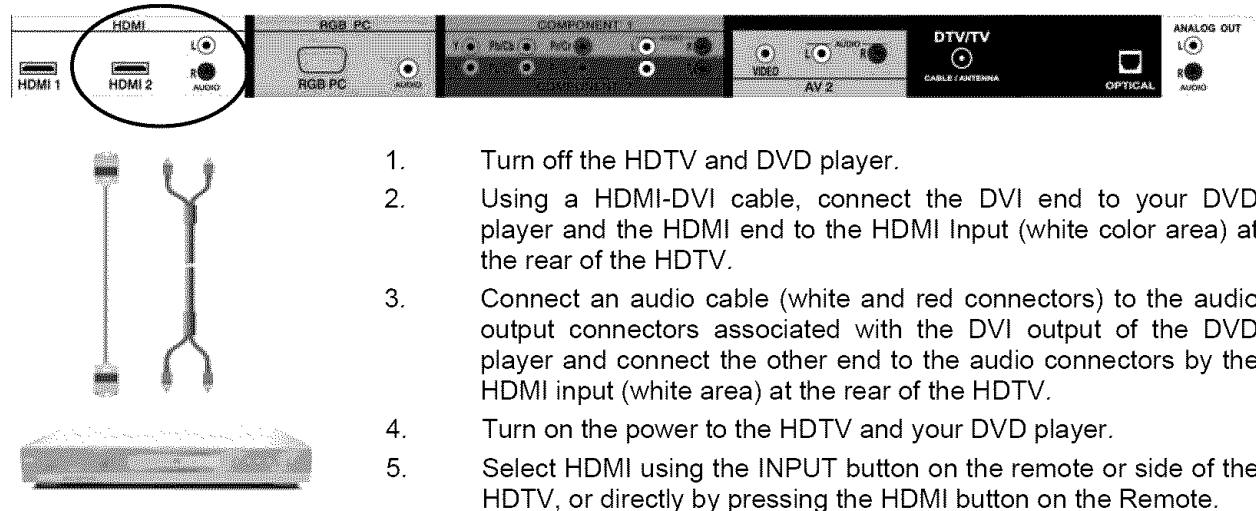 HDMI
RGB PC
COMPONENT 1
ANALOG OUT
Y Pb/Cb Pr/Cr AUDIO
L
R
AUDIO
HDMI 1
HDMI 2
RGB PC
AUDIO
VIDEO
L AUDIO R
AV 2
DTV/TV
CABLE / ANTENNA
OPTICAL
L
R
AUDIO
1. Turn off the HDTV and DVD player.
2. Using a HDMI-DVI cable, connect the DVI end to your DVD
player and the HDMI end to the HDMI Input (white color area) at
the rear of the HDTV.
3. Connect an audio cable (white and red connectors) to the audio
output connectors associated with the DVI output of the DVD
player and connect the other end to the audio connectors by the
HDMI input (white area) at the rear of the HDTV.
4. Turn on the power to the HDTV and your DVD player.
5. Select HDMI using the INPUT button on the remote or side of the
HDTV, or directly by pressing the HDMI button on the Remote.